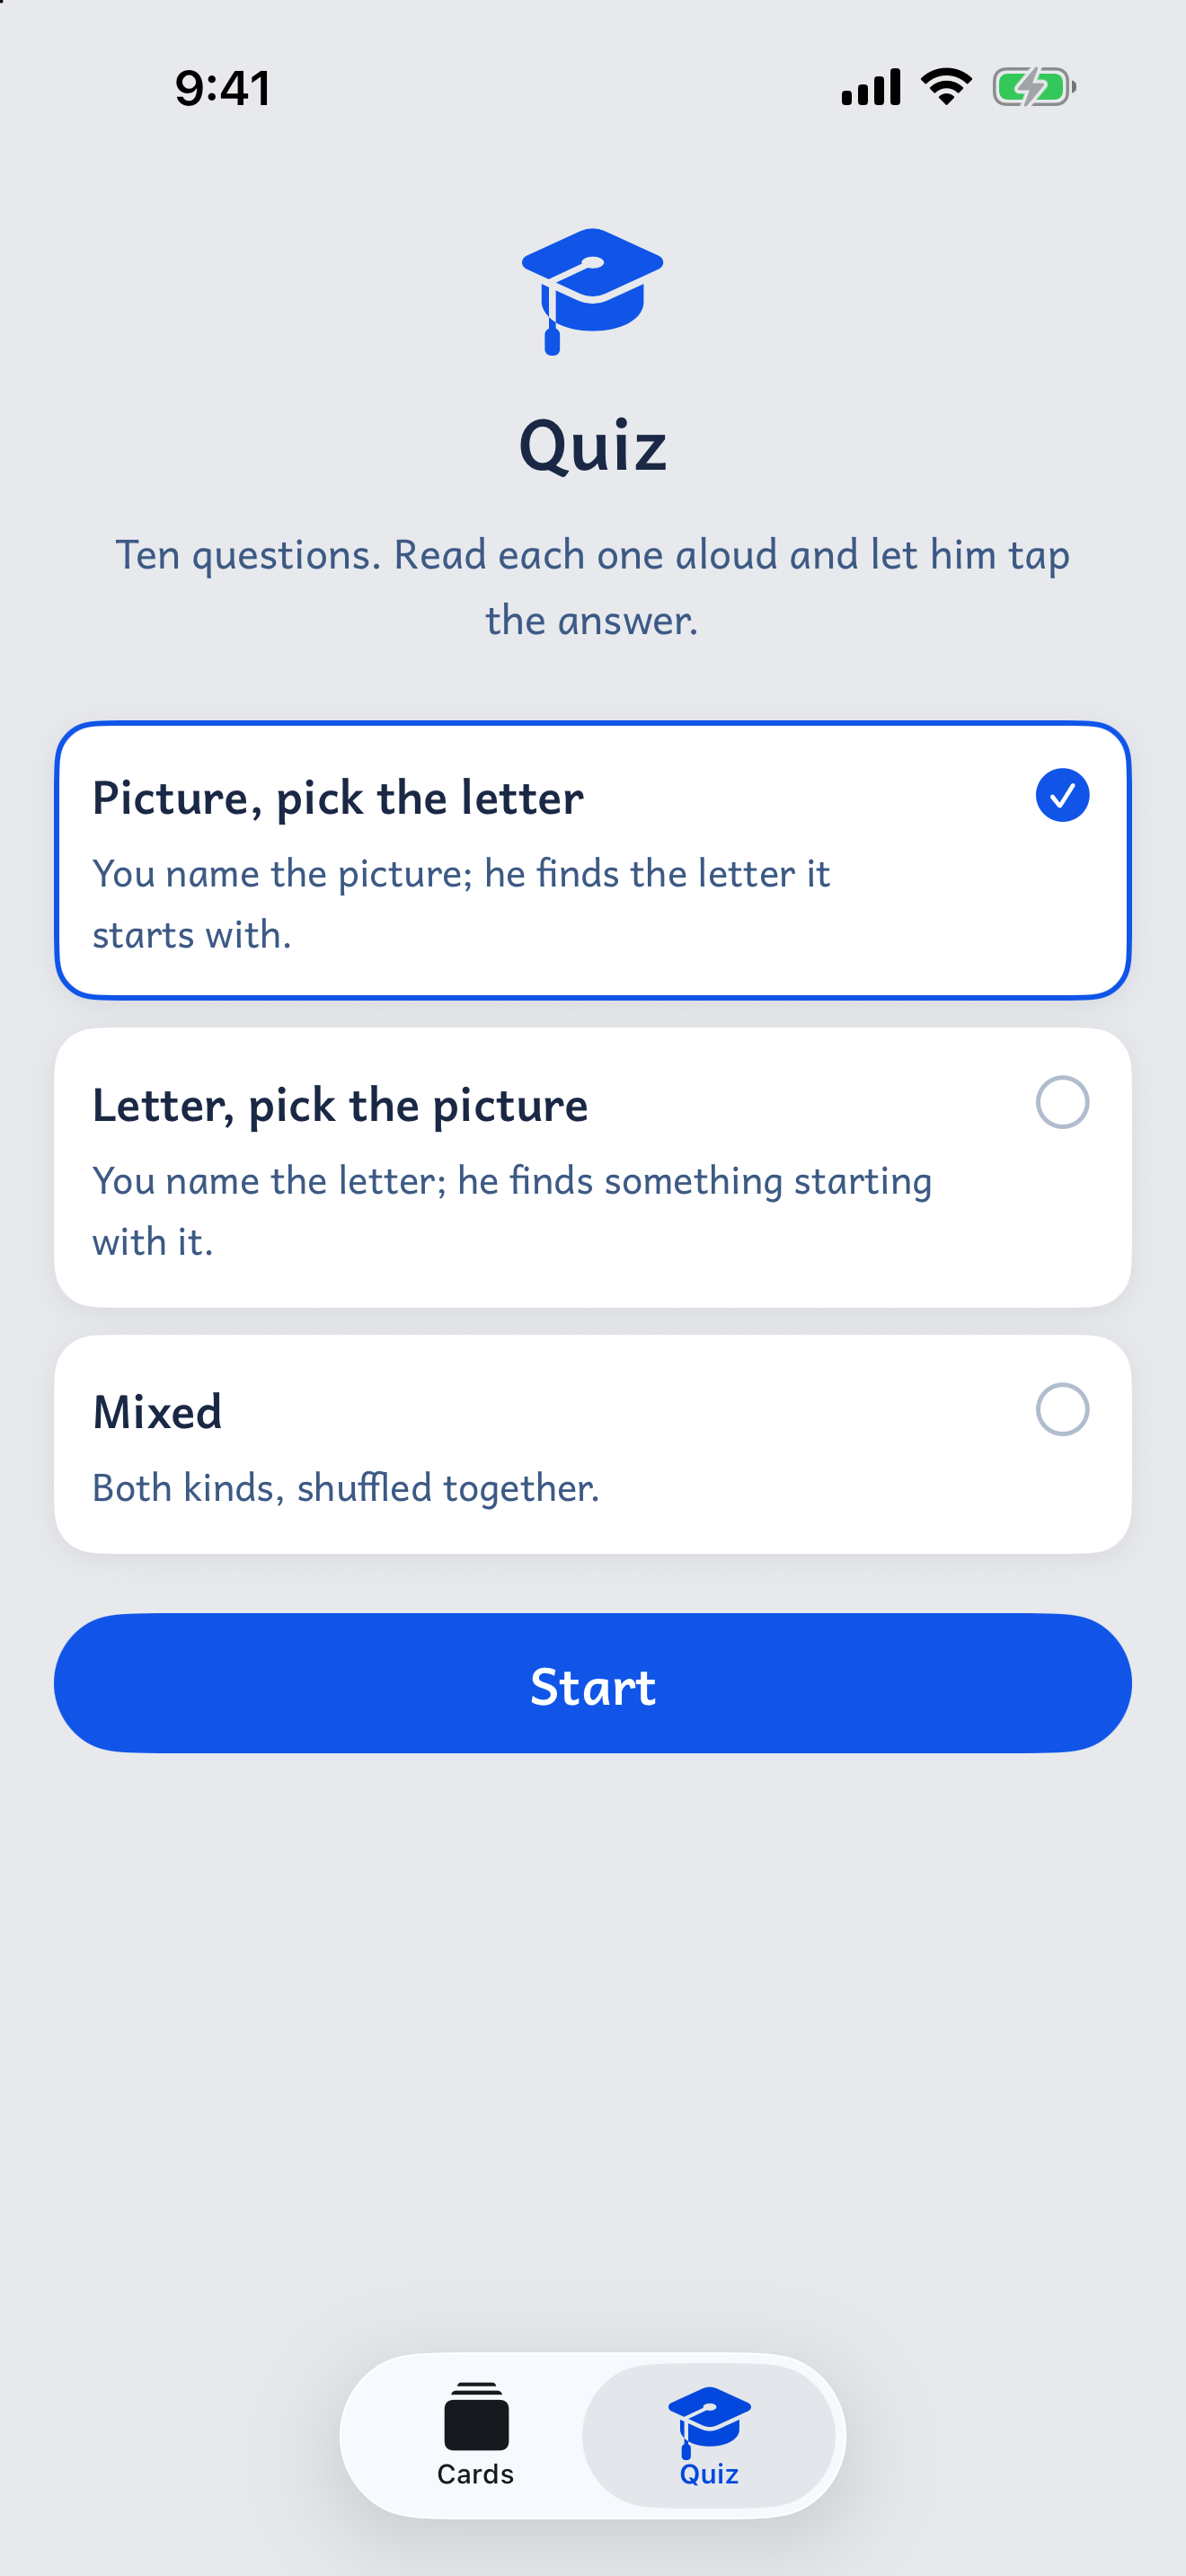 9:41
Quiz
Ten questions. Read each one aloud and let him tap
the answer.
Picture, pick the letter
You name the picture; he finds the letter it
starts with.
Letter, pick the picture
You name the letter; he finds something starting
with it.
Mixed
Both kinds, shuffled together.
Start
Cards
Quiz